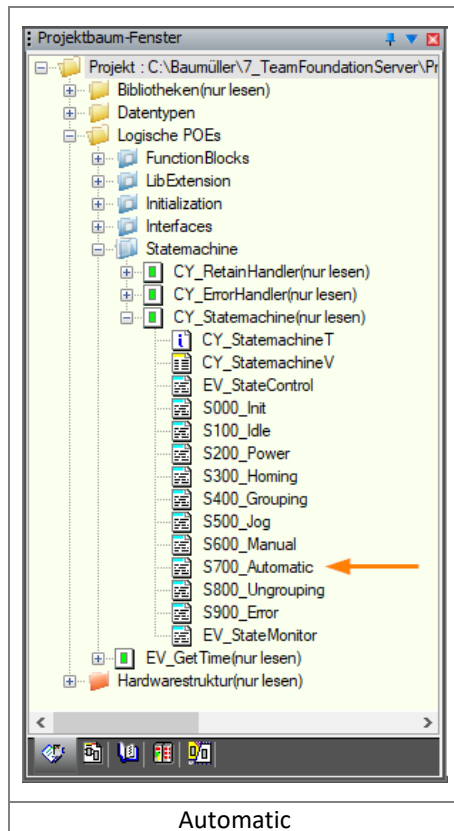 Projektbaum-Fenster
Projekt : C:\Baumüller\7_TeamFoundationServer\Pr
Bibliotheken(nur lesen)
Datentypen
Logische POEs
FunctionBlocks
LibExtension
Initialization
Interfaces
Statemachine
CY_RetainHandler(nur lesen)
CY_ErrorHandler(nur lesen)
CY_Statemachine(nur lesen)
CY_StatemachineT
CY_StatemachineV
EV_StateControl
S000_Init
S100_Idle
S200_Power
S300_Homing
S400_Grouping
S500_Jog
S600_Manual
S700_Automatic
S800_Ungrouping
S900_Error
EV_StateMonitor
EV_GetTime(nur lesen)
Hardwarestruktur(nur lesen)
Automatic